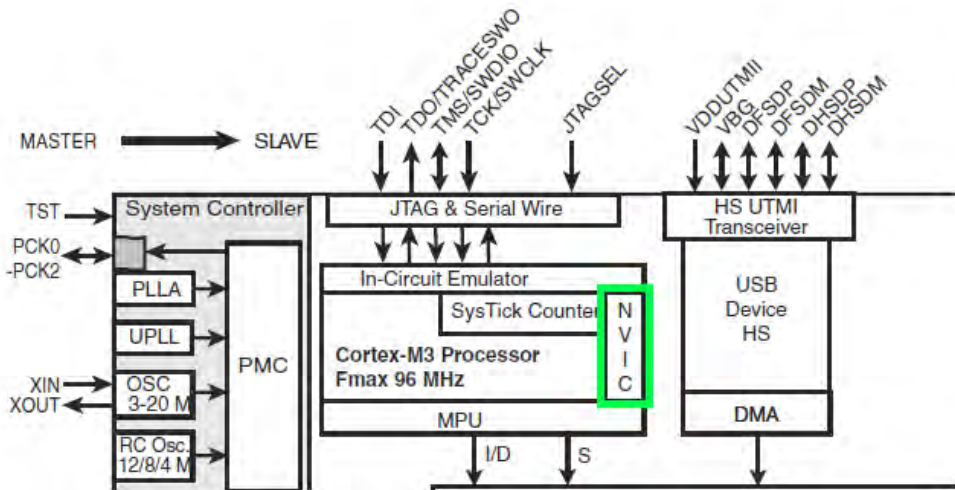 TDI
TDO/TRACESWO
TMS/SWDIO
TCK/SWCLK
JTAGSEL
VDDUTMII
VBG
DFSDP
DFSDM
DHSDP
DHSDM
MASTER
SLAVE
TST
System Controller
JTAG & Serial Wire
HS UTMI
Transceiver
PCK0
-PCK2
In-Circuit Emulator
PLLA
SysTick Counter
N
V
I
C
USB
Device
HS
UPLL
PMC
Cortex-M3 Processor
Fmax 96 MHz
XIN
XOUT
OSC
3-20 M
MPU
DMA
RC Osc.
12/8/4 M
I/D
S